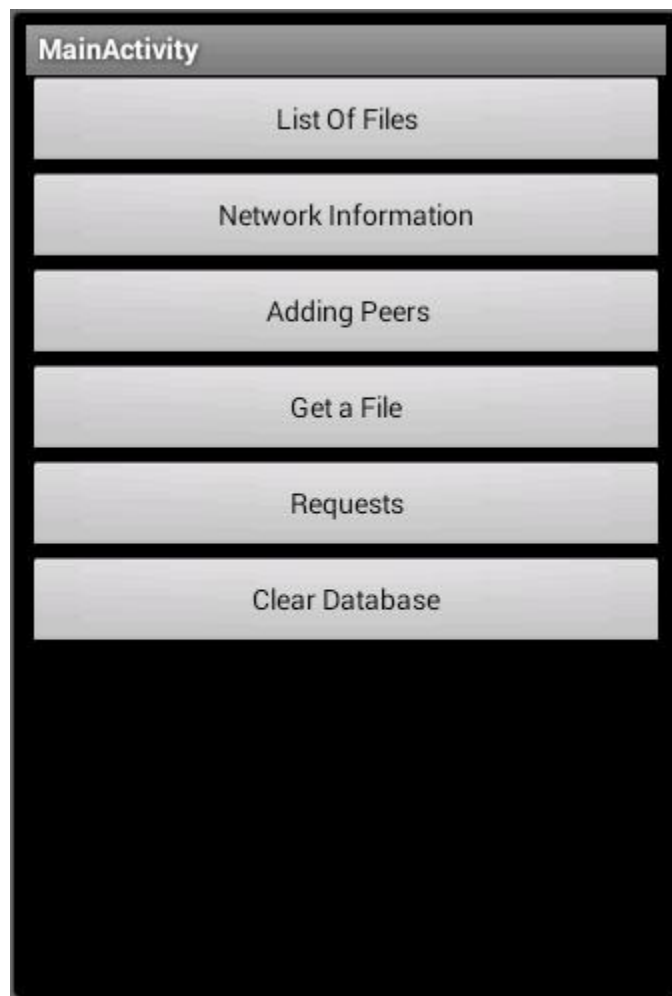 MainActivity
List Of Files
Network Information
Adding Peers
Get a File
Requests
Clear Database